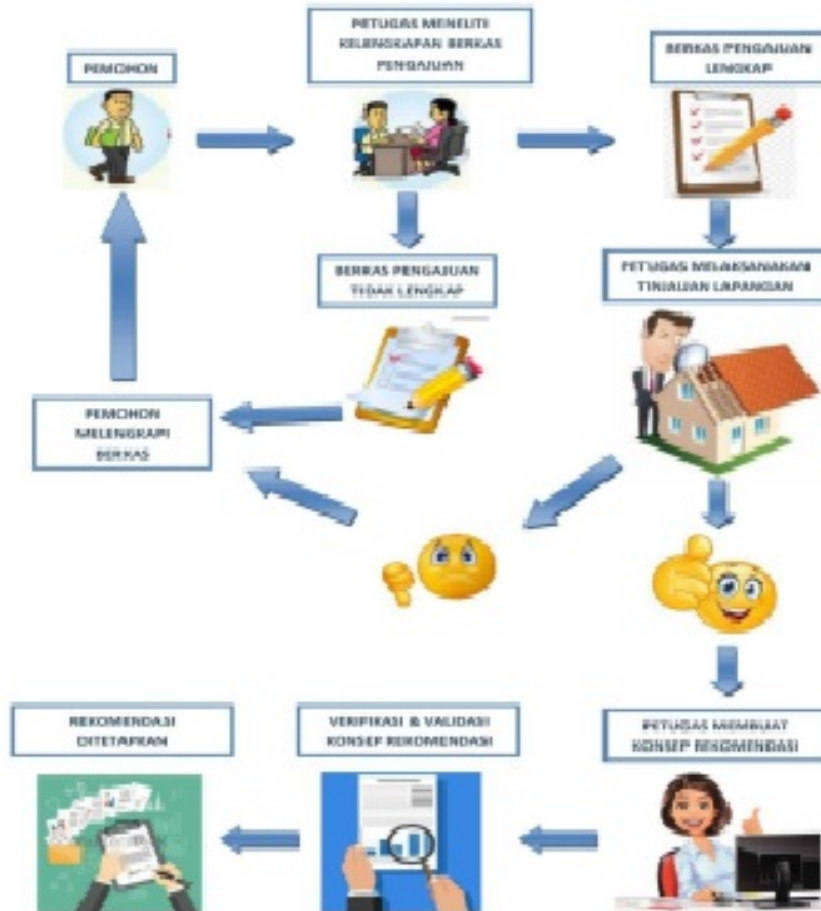 PEMOHON
PETUGAS MENELITI
KELENGKAPAN BERKAS
PENGAJUAN
BERKAS PENGAJUAN
LENGKAP
BERKAS PENGAJUAN
TIDAK LENGKAP
PETUGAS MELAKSANAKAN
TINJAUAN LAPANGAN
PEMOHON
MELENGKAPI
BERKAS
REKOMENDASI
DITETAPKAN
VERIFIKASI & VALIDASI
KONSEP REKOMENDASI
PETUGAS MEMBUAT
KONSEP REKOMENDASI